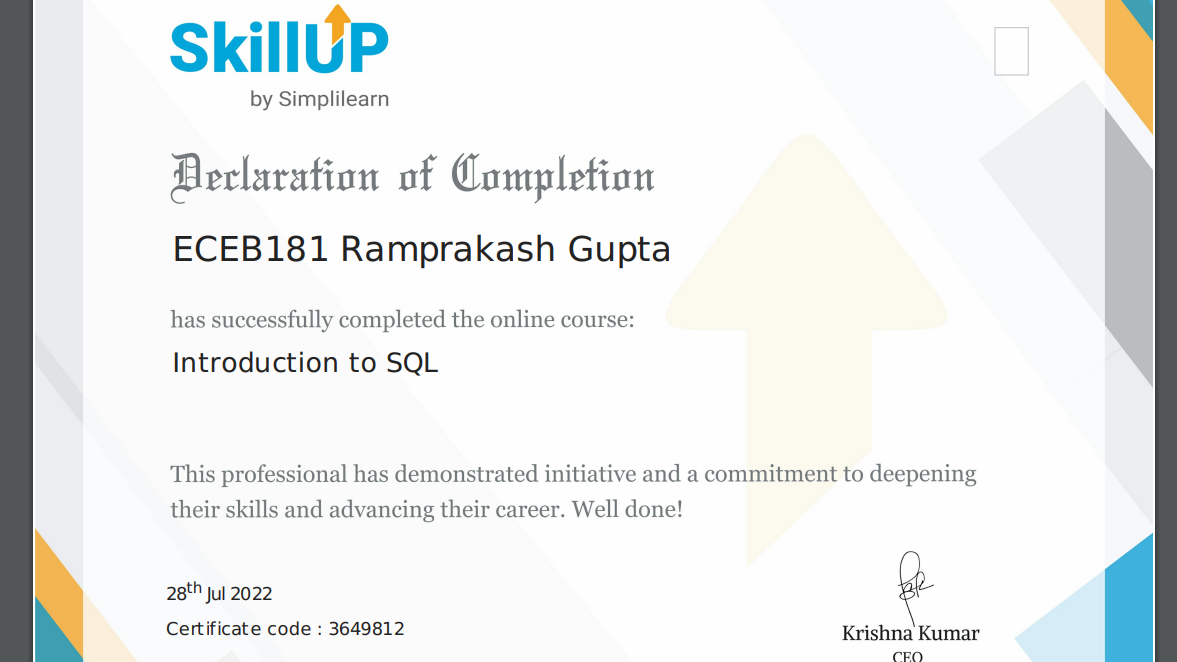 SkillUP
by Simplilearn
Declaration of Completion
ECEB181 Ramprakash Gupta
has successfully completed the online course:
Introduction to SQL
This professional has demonstrated initiative and a commitment to deepening
their skills and advancing their career. Well done!
28th Jul 2022
Certificate code : 3649812
Krishna Kumar
CEO